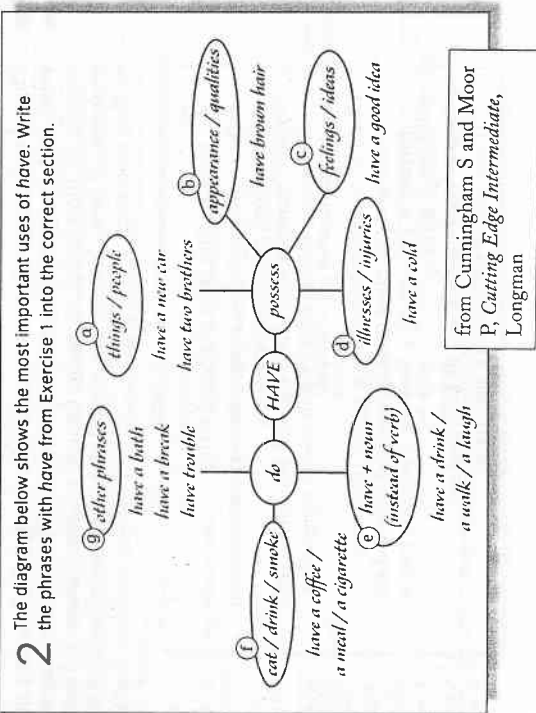 2 The diagram below shows the most important uses of have. Write
the phrases with have from Exercise 1 into the correct section.
g other phrases
have a bath
have a break
have trouble
a things / people
have a new car
have two brothers
b appearance / qualities
have brown hair
f eat / drink / smoke
have a coffee /
a meal / a cigarette
do
HAVE
possess
c feelings / ideas
have a good idea
e have + noun
(instead of verb)
have a drink /
a walk / a laugh
d illnesses / injuries
have a cold
from Cunningham S and Moor
P, Cutting Edge Intermediate,
Longman